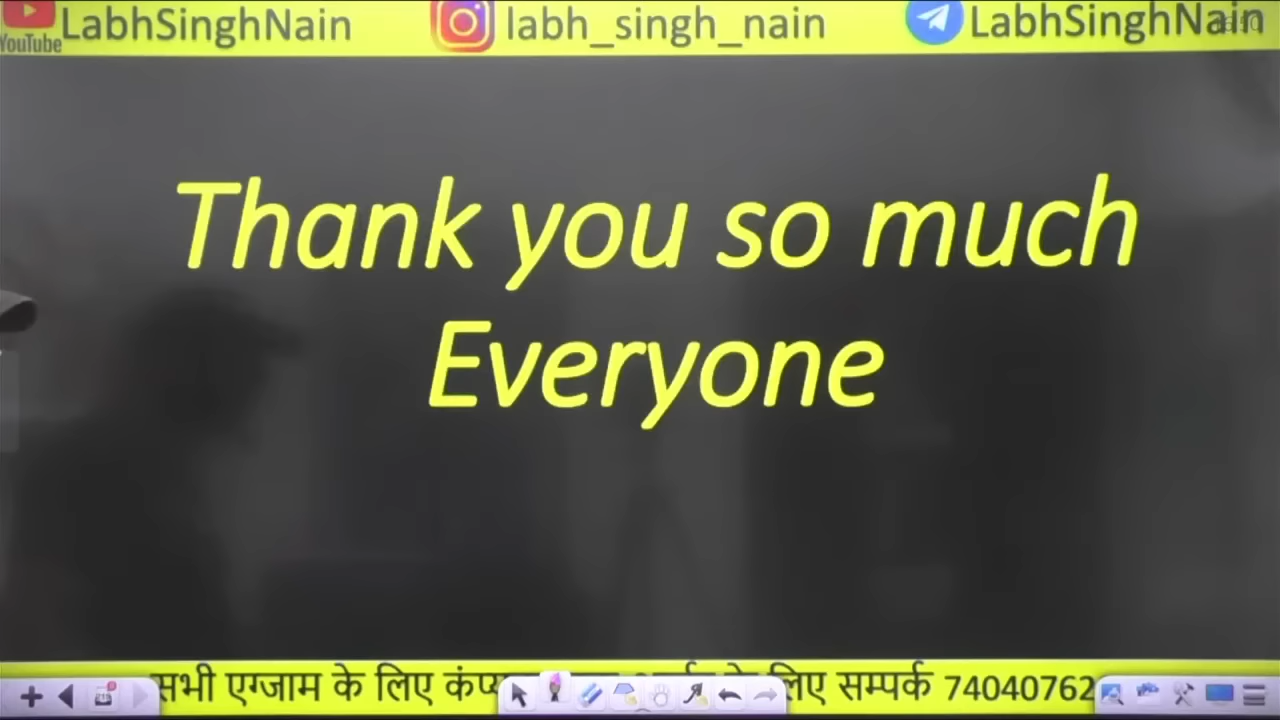 YouTube LabhSinghNain labh_singh_nain LabhSinghNain
Thank you so much
Everyone
सभी एग्जाम के लिए लिए सम्पर्क 74040762